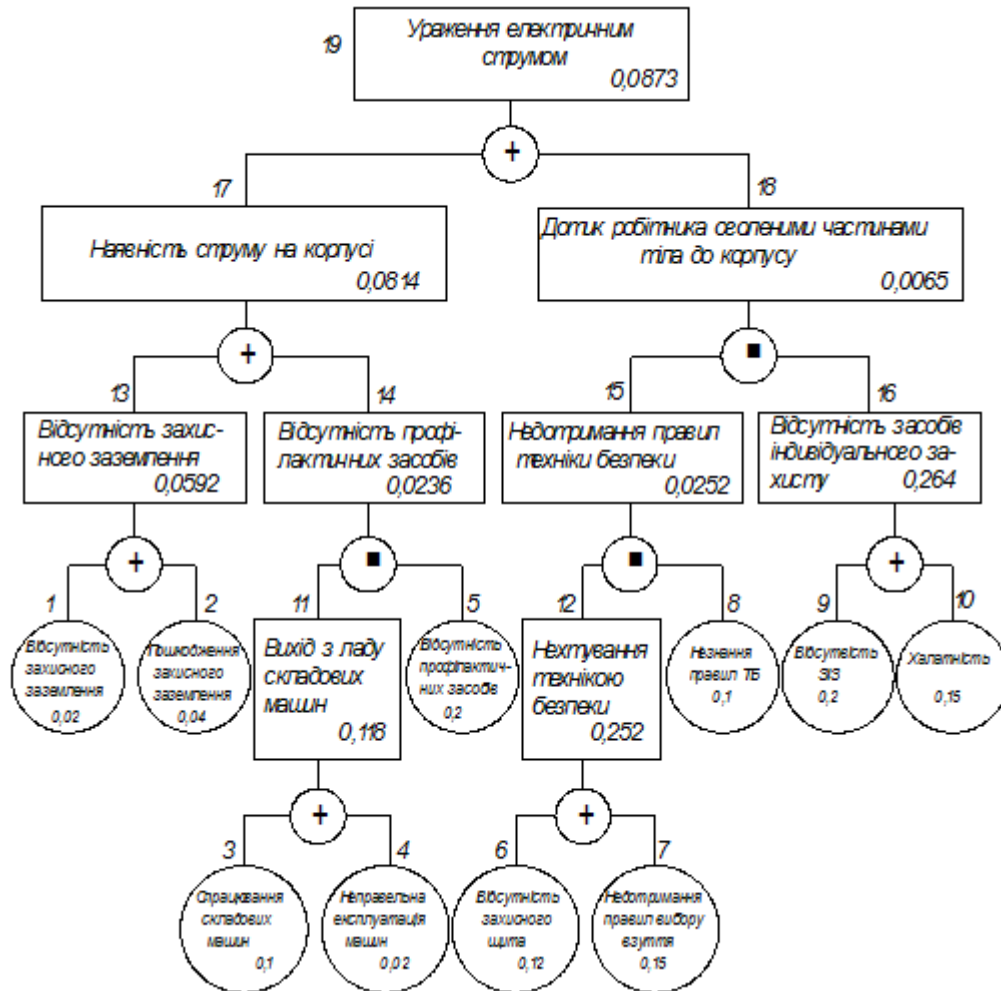 19
Ураження електричним
струмом
0,0873
+
17
18
Наявність струму на корпусі
0,0814
Дотик робітника оголеними частинами
тіла до корпусу
0,0065
+
13
14
15
16
Відсутність захис-
ного заземлення
0,0592
Відсутність профі-
лактичних засобів
0,0236
Недотримання правил
техніки безпеки
0,0252
Відсутність засобів
індивідуального за-
хисту
0,264
+
+
1
2
11
5
12
8
9
10
Відсутність
захисного
заземлення
0,02
Пошкодження
захисного
заземлення
0,04
Вихід з ладу
складових
машин
0,118
Відсутність
профілактич-
них засобів
0,2
Нехтування
технікою
безпеки
0,252
Незнання
правил ТБ
0,1
Відсутвість
ЗІЗ
0,2
Халатність
0,15
+
+
3
4
6
7
Спрацювання
складових
машин
0,1
Неправельна
експлуатація
машин
0,02
Відсутність
захисного
щита
0,12
Недотримання
правил вибору
взуття
0,15